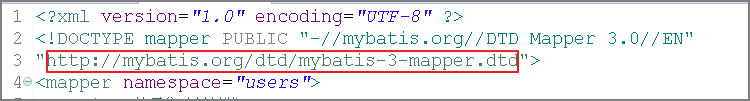 1 <?xml version="1.0" encoding="UTF-8" ?>
2 <!DOCTYPE mapper PUBLIC "-//mybatis.org//DTD Mapper 3.0//EN"
3 "http://mybatis.org/dtd/mybatis-3-mapper.dtd">
4 <mapper namespace="users">